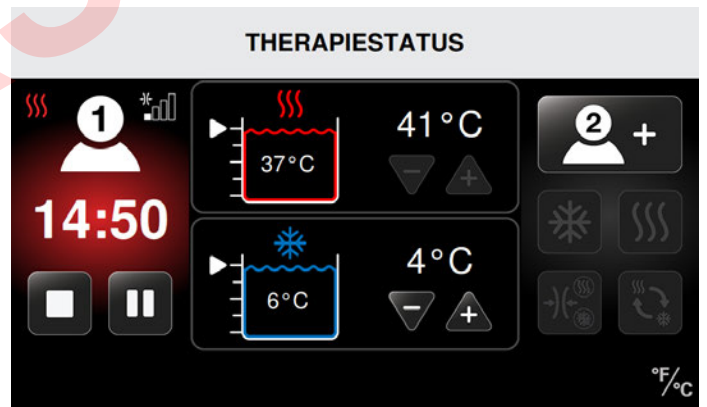 THERAPIESTATUS
1
14:50
41°C
37°C
4°C
6°C
2 +
°F/°C